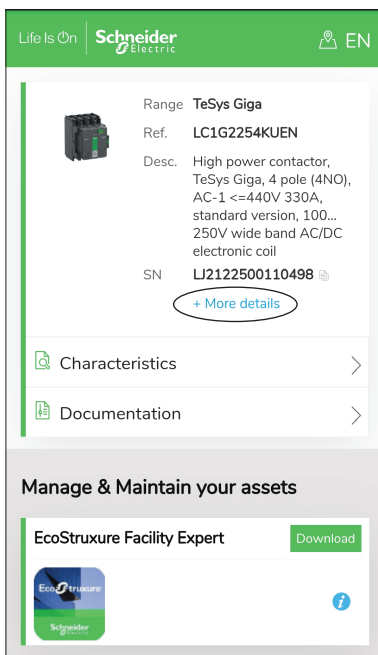 Life Is On Schneider Electric EN
Range TeSys Giga
Ref. LC1G2254KUEN
Desc. High power contactor,
TeSys Giga, 4 pole (4NO),
AC-1 <=440V 330A,
standard version, 100...
250V wide band AC/DC
electronic coil
SN LJ2122500110498
+ More details
Characteristics
Documentation
Manage & Maintain your assets
EcoStruxure Facility Expert Download
EcoStruxure
Schneider
Electric